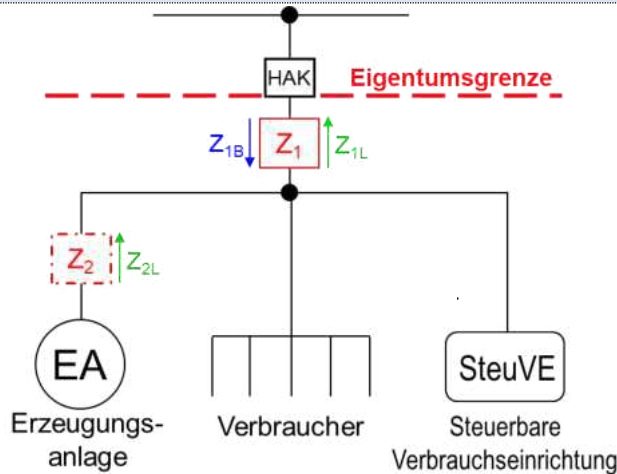 HAK
Eigentumsgrenze
Z1B
Z1
Z1L
Z2
Z2L
EA
SteuVE
Erzeugungs-
anlage
Verbraucher
Steuerbare
Verbrauchseinrichtung